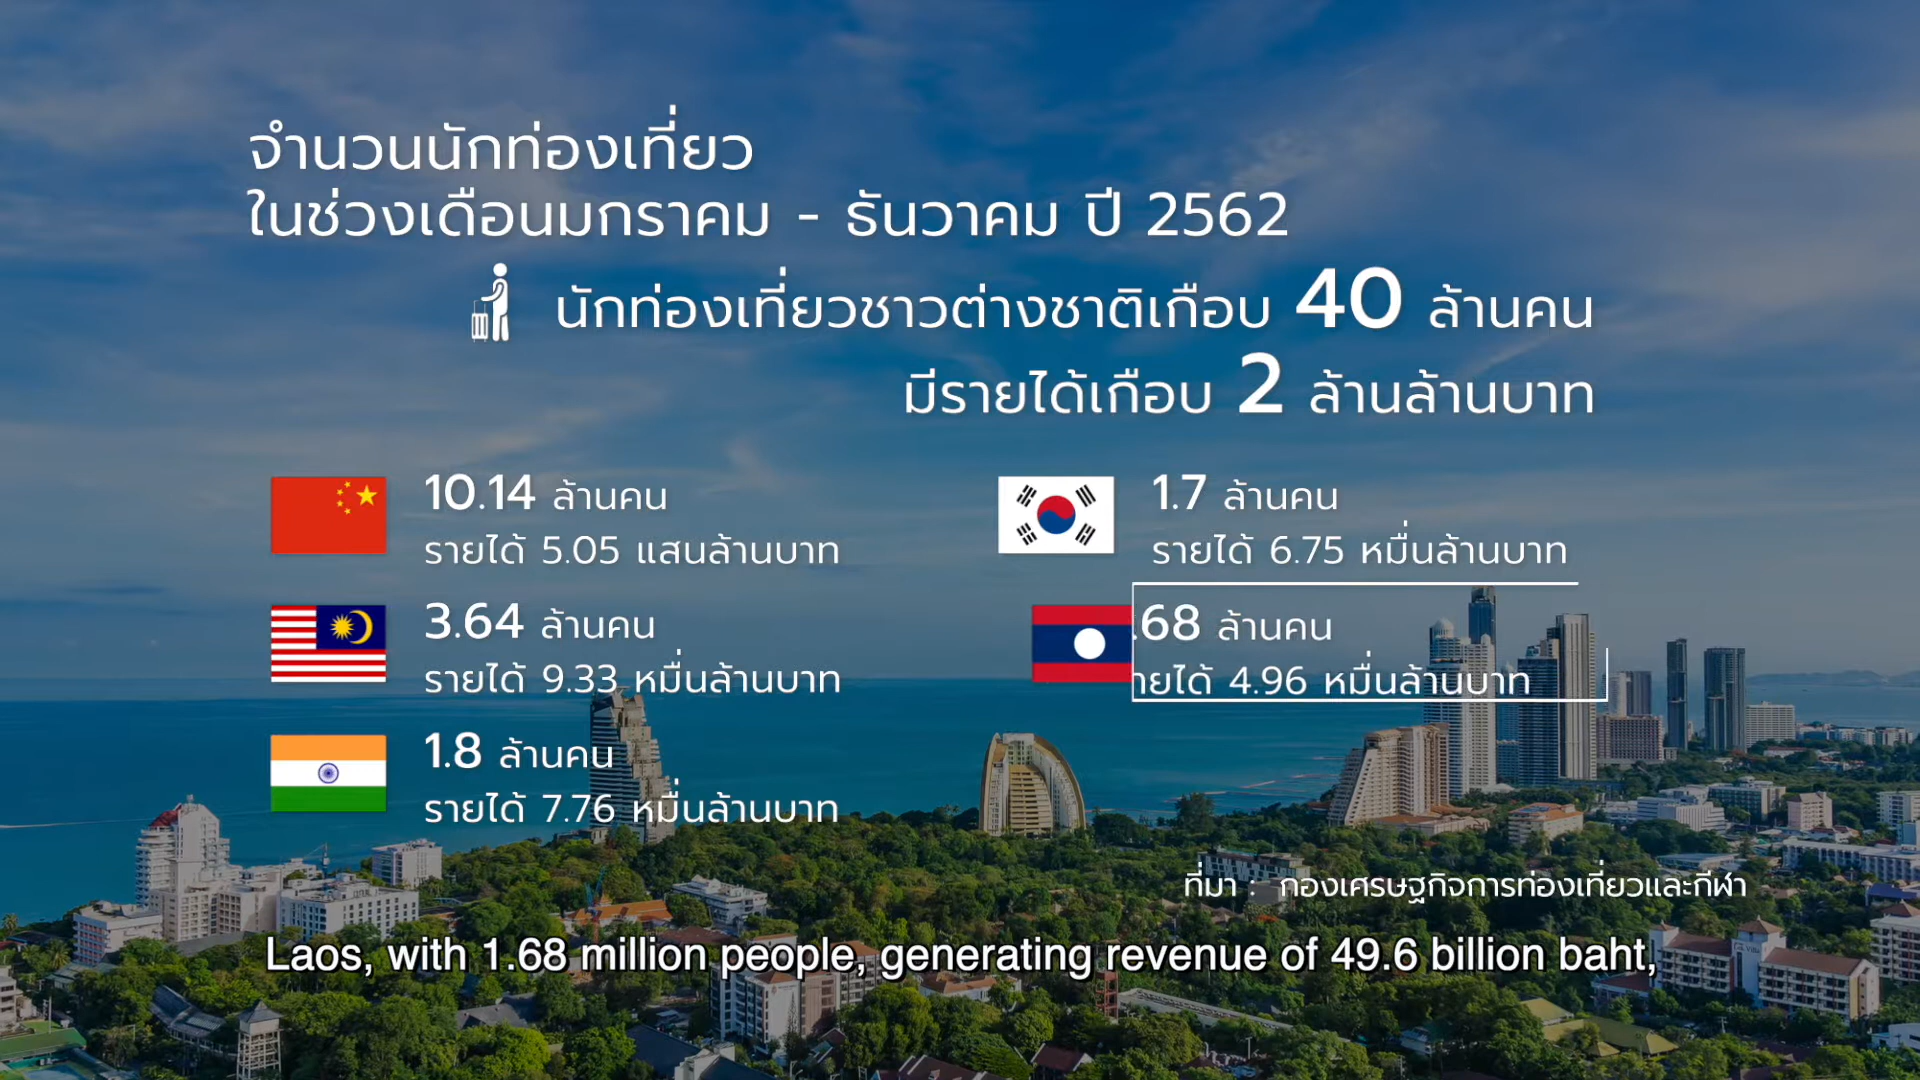 จำนวนนักท่องเที่ยว
ในช่วงเดือนมกราคม - ธันวาคม ปี 2562
นักท่องเที่ยวชาวต่างชาติเกือบ 40 ล้านคน
มีรายได้เกือบ 2 ล้านล้านบาท
10.14 ล้านคน
รายได้ 5.05 แสนล้านบาท
3.64 ล้านคน
รายได้ 9.33 หมื่นล้านบาท
1.8 ล้านคน
รายได้ 7.76 หมื่นล้านบาท
1.7 ล้านคน
รายได้ 6.75 หมื่นล้านบาท
.68 ล้านคน
ายได้ 4.96 หมื่นล้านบาท
ที่มา : กองเศรษฐกิจการท่องเที่ยวและกีฬา
Laos, with 1.68 million people, generating revenue of 49.6 billion baht,